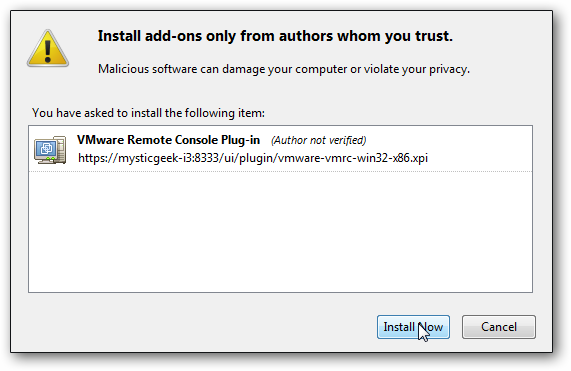 Install add-ons only from authors whom you trust.
Malicious software can damage your computer or violate your privacy.
You have asked to install the following item:
VMware Remote Console Plug-in (Author not verified)
https://mysticgeek-i3:8333/ui/plugin/vmware-vmrc-win32-x86.xpi
Install Now Cancel